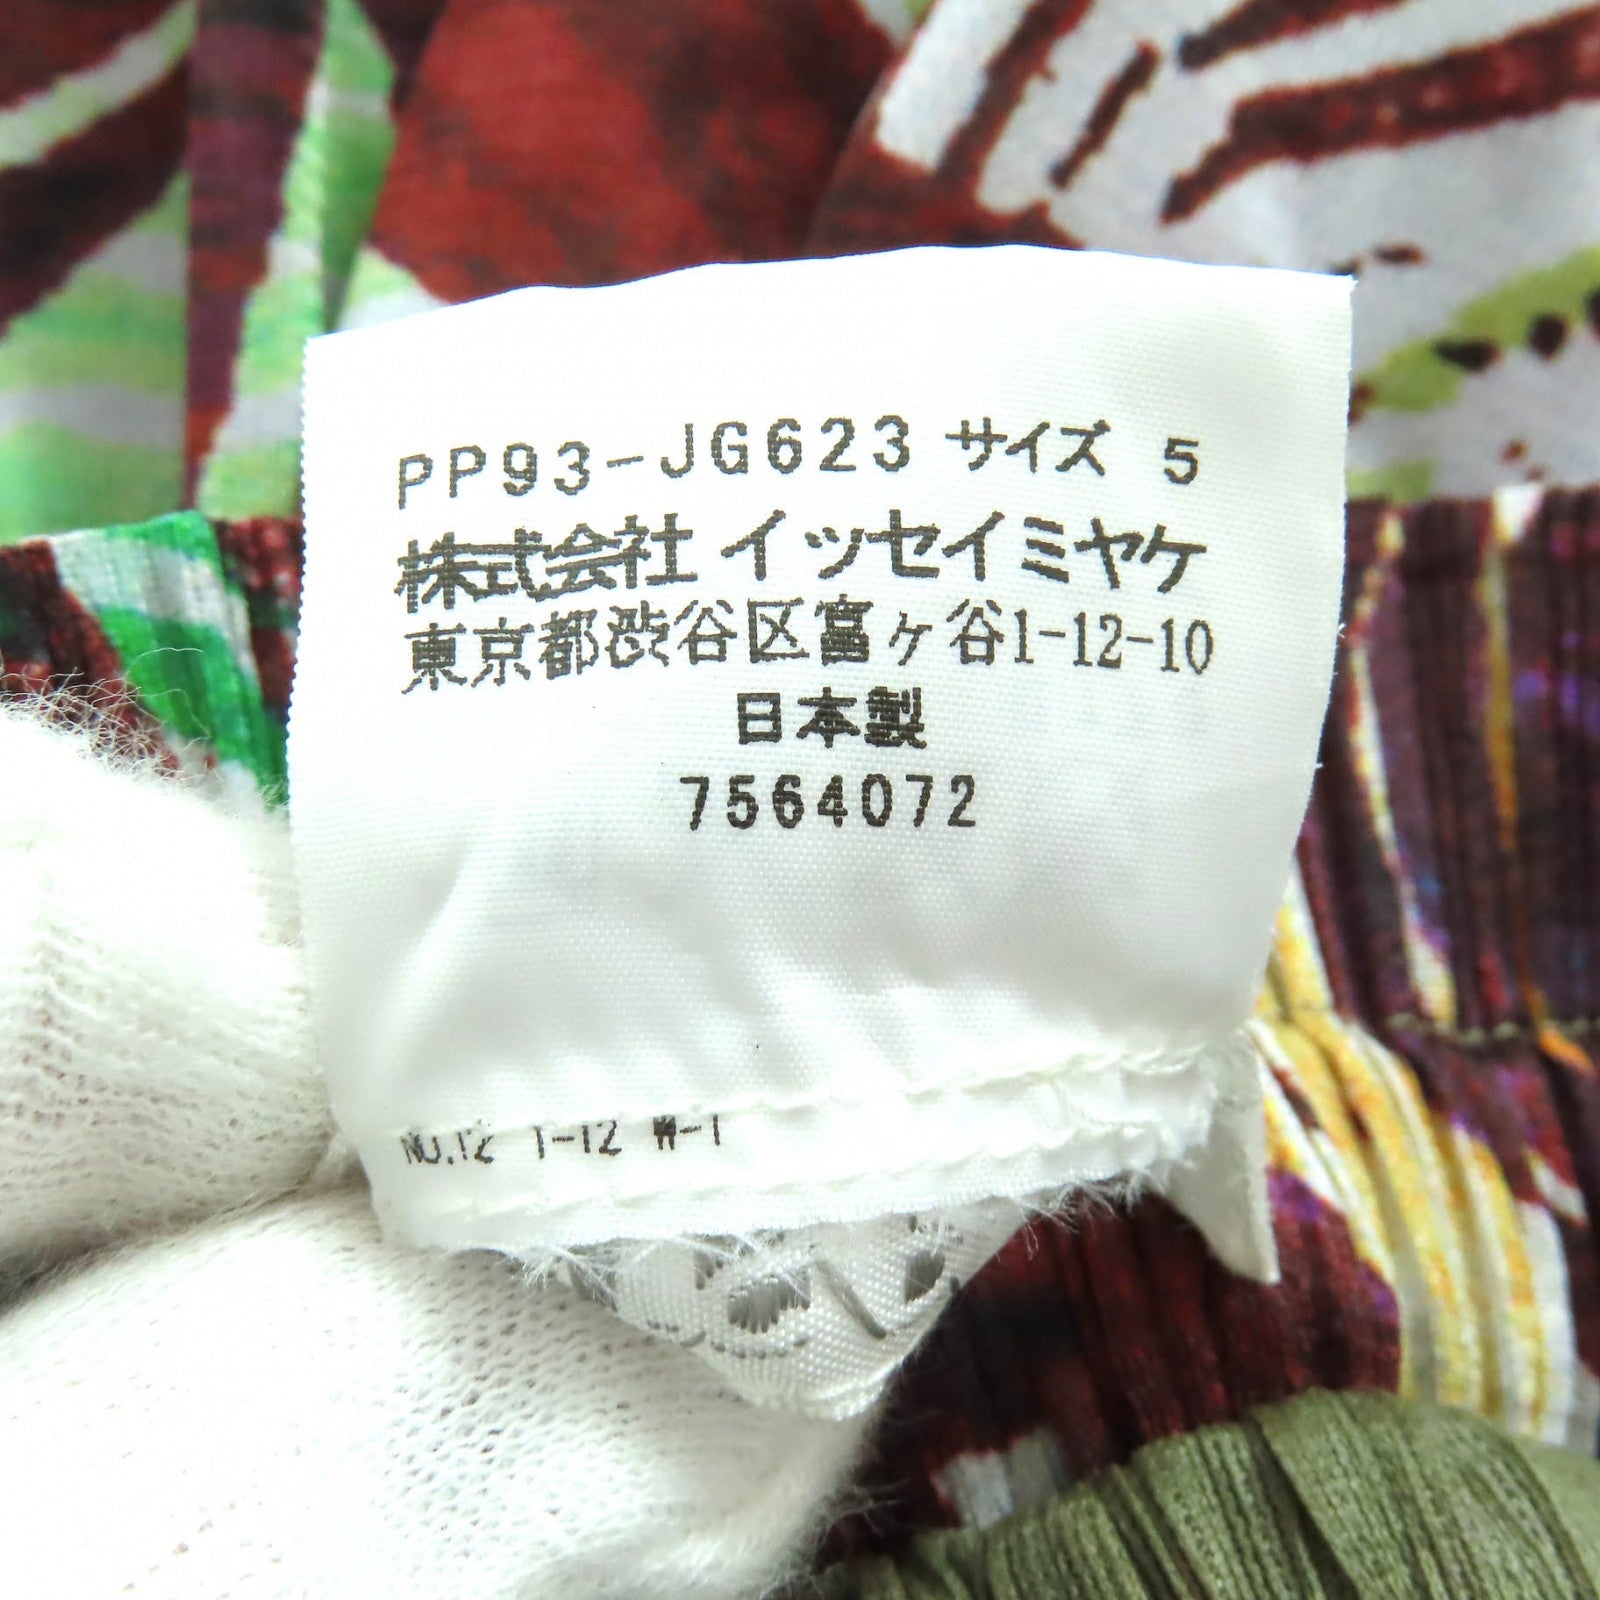 PP93-JG623 サイズ 5
株式会社 イッセイミヤケ
東京都渋谷区富ヶ谷1-12-10
日本製
7564072
NO.12 1-12 W-1